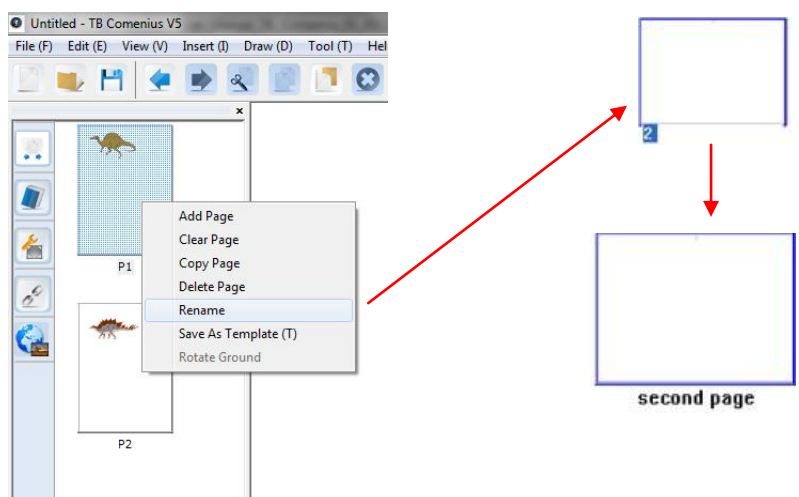 Untitled - TB Comenius V5
File (F) Edit (E) View (V) Insert (I) Draw (D) Tool (T) Hel
x
P1
Add Page
Clear Page
Copy Page
Delete Page
Rename
Save As Template (T)
Rotate Ground
P2
2
second page